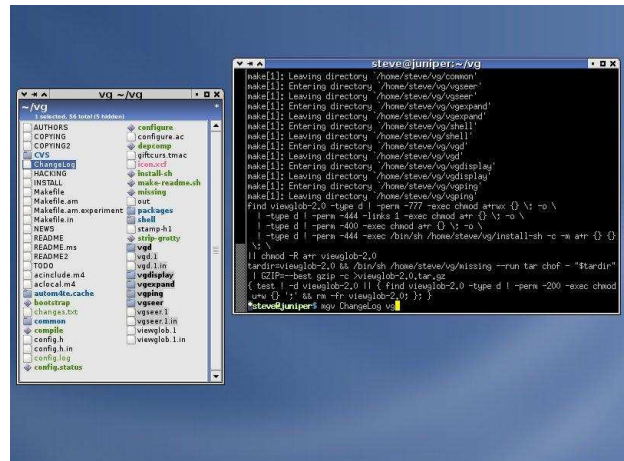 vg ~/vg
~/vg
1 selected, 56 total (5 hidden)
AUTHORS
COPYING
COPYING2
CVS
ChangeLog
HACKING
INSTALL
Makefile
Makefile.am
Makefile.am.experiment
Makefile.in
NEWS
README
README.ms
README2
TODO
acinclude.m4
aclocal.m4
autom4te.cache
bootstrap
changes.txt
common
compile
config.h
config.h.in
config.log
config.status
configure
configure.ac
depcomp
giftcurs.tmac
icon.xcf
install-sh
make-readme.sh
missing
out
packages
shell
stamp-h1
strip-grotty
vgd
vgd.1
vgd.1.in
vgdisplay
vgexpand
vgping
vgseer
vgseer.1
vgseer.1.in
viewglob.1
viewglob.1.in
steve@juniper:~/vg
make[1]: Leaving directory `/home/steve/vg/common'
make[1]: Entering directory `/home/steve/vg/vgseer'
make[1]: Leaving directory `/home/steve/vg/vgseer'
make[1]: Entering directory `/home/steve/vg/vgexpand'
make[1]: Leaving directory `/home/steve/vg/vgexpand'
make[1]: Entering directory `/home/steve/vg/shell'
make[1]: Leaving directory `/home/steve/vg/shell'
make[1]: Entering directory `/home/steve/vg/vgd'
make[1]: Leaving directory `/home/steve/vg/vgd'
make[1]: Entering directory `/home/steve/vg/vgdisplay'
make[1]: Leaving directory `/home/steve/vg/vgdisplay'
make[1]: Entering directory `/home/steve/vg/vgping'
make[1]: Leaving directory `/home/steve/vg/vgping'
find viewglob-2.0 -type d ! -perm -777 -exec chmod a+rwx {} \; -o \
! -type d ! -perm -444 -links 1 -exec chmod a+r {} \; -o \
! -type d ! -perm -400 -exec chmod a+r {} \; -o \
! -type d ! -perm -444 -exec /bin/sh /home/steve/vg/install-sh -c -m a+r {} {}
\; \
|| chmod -R a+r viewglob-2.0
tardir=viewglob-2.0 && /bin/sh /home/steve/vg/missing --run tar chof - "$tardir"
| GZIP=--best gzip -c >viewglob-2.0.tar.gz
{ test ! -d viewglob-2.0 || { find viewglob-2.0 -type d ! -perm -200 -exec chmod
u+w {} ';' && rm -fr viewglob-2.0; }; }
*steve@juniper$ mgv ChangeLog vg